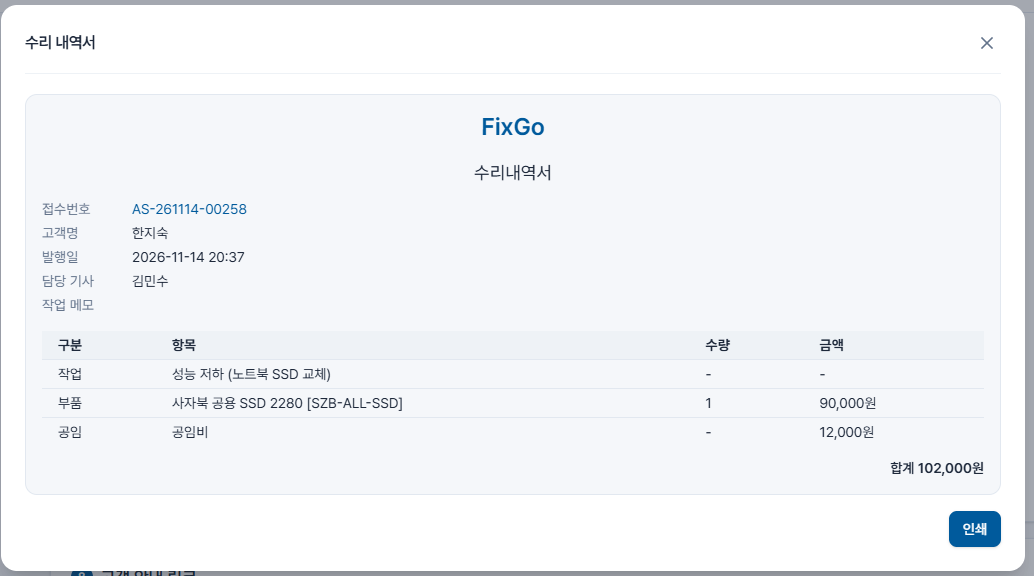 수리 내역서
FixGo
수리내역서
접수번호 AS-261114-00258
고객명 한지숙
발행일 2026-11-14 20:37
담당 기사 김민수
작업 메모
구분 항목 수량 금액
작업 성능 저하 (노트북 SSD 교체) - -
부품 사자북 공용 SSD 2280 [SZB-ALL-SSD] 1 90,000원
공임 공임비 - 12,000원
합계 102,000원
인쇄